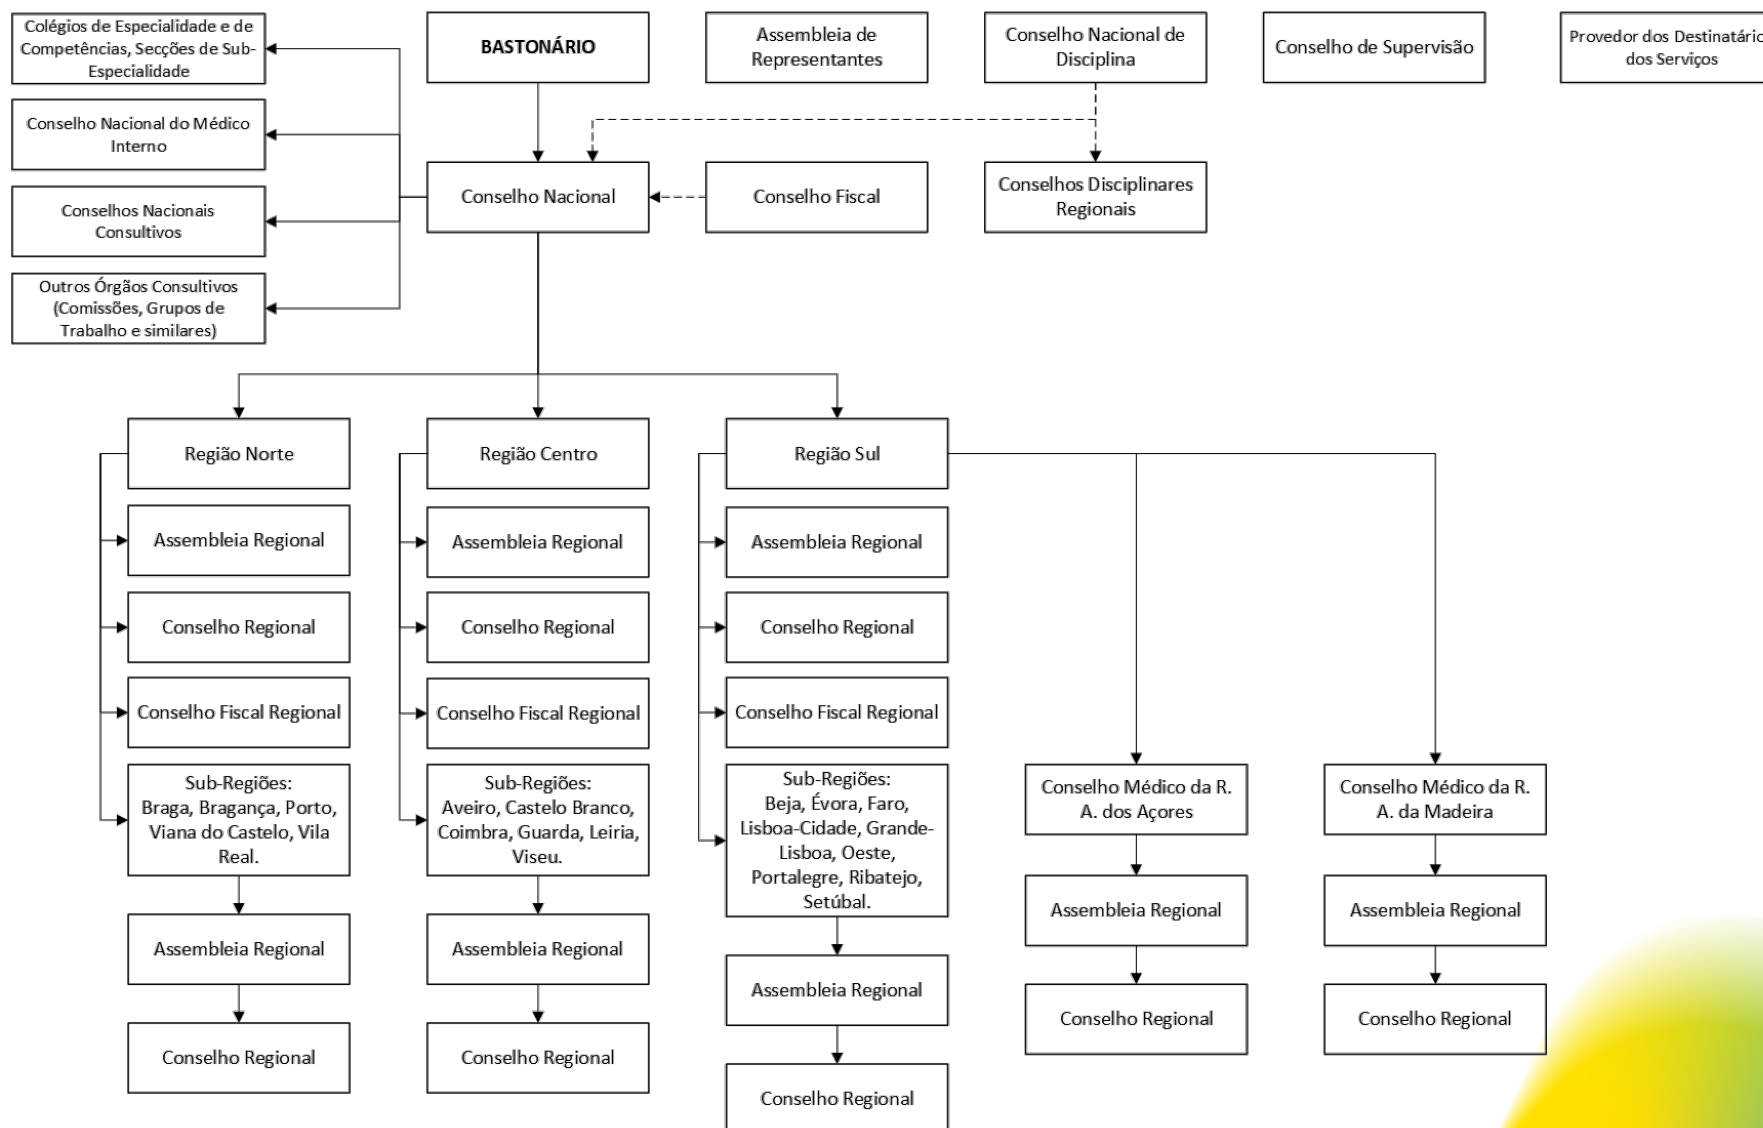 Colégios de Especialidade e de
Competências, Secções de Sub-
Especialidade
BASTONÁRIO
Assembleia de
Representantes
Conselho Nacional de
Disciplina
Conselho de Supervisão
Provedor dos Destinatário
dos Serviços
Conselho Nacional do Médico
Interno
Conselhos Nacionais
Consultivos
Outros Órgãos Consultivos
(Comissões, Grupos de
Trabalho e similares)
Conselho Nacional
Conselho Fiscal
Conselhos Disciplinares
Regionais
Região Norte
Assembleia Regional
Conselho Regional
Conselho Fiscal Regional
Sub-Regiões:
Braga, Bragança, Porto,
Viana do Castelo, Vila
Real.
Assembleia Regional
Conselho Regional
Região Centro
Assembleia Regional
Conselho Regional
Conselho Fiscal Regional
Sub-Regiões:
Aveiro, Castelo Branco,
Coimbra, Guarda, Leiria,
Viseu.
Assembleia Regional
Conselho Regional
Região Sul
Assembleia Regional
Conselho Regional
Conselho Fiscal Regional
Sub-Regiões:
Beja, Évora, Faro,
Lisboa-Cidade, Grande-
Lisboa, Oeste,
Portalegre, Ribatejo,
Setúbal.
Assembleia Regional
Conselho Regional
Conselho Médico da R.
A. dos Açores
Assembleia Regional
Conselho Regional
Conselho Médico da R.
A. da Madeira
Assembleia Regional
Conselho Regional